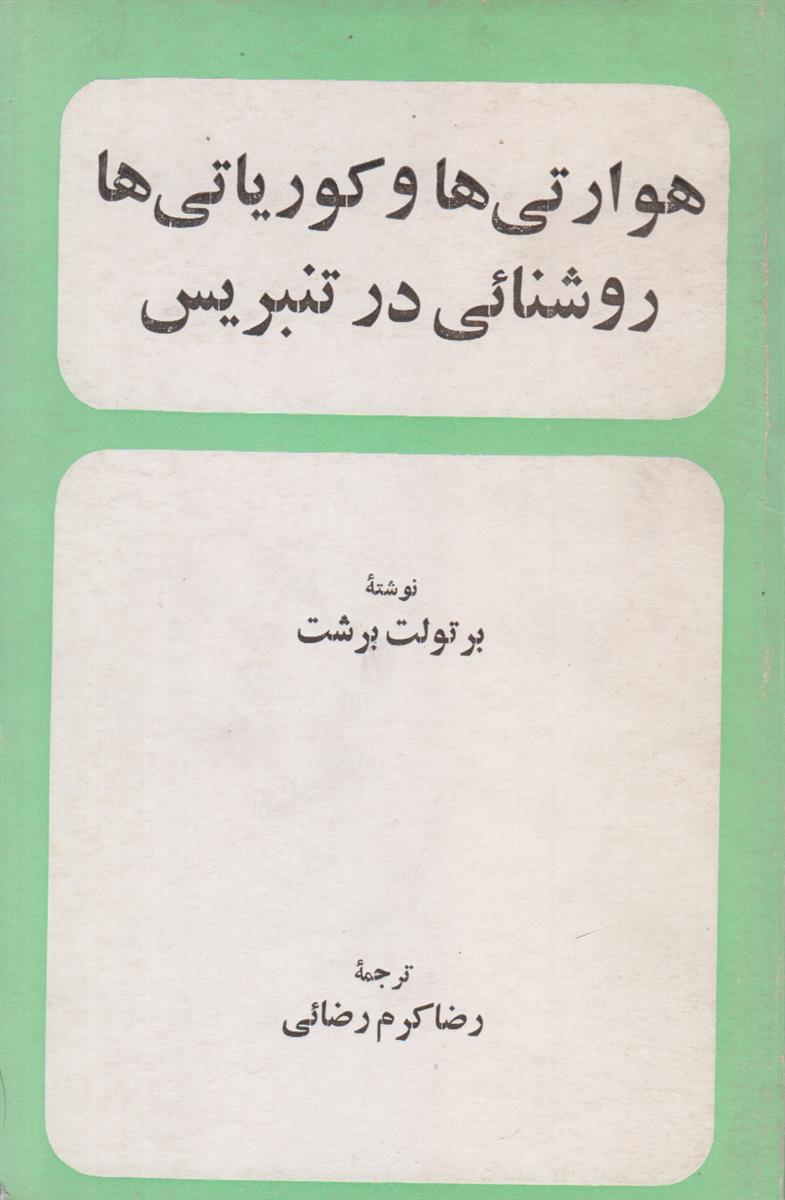 هوارتی‌ها و کوریاتی‌ها
روشنائی در تنبریس
نوشتهٔ
برتولت برشت
ترجمهٔ
رضا کرم رضائی